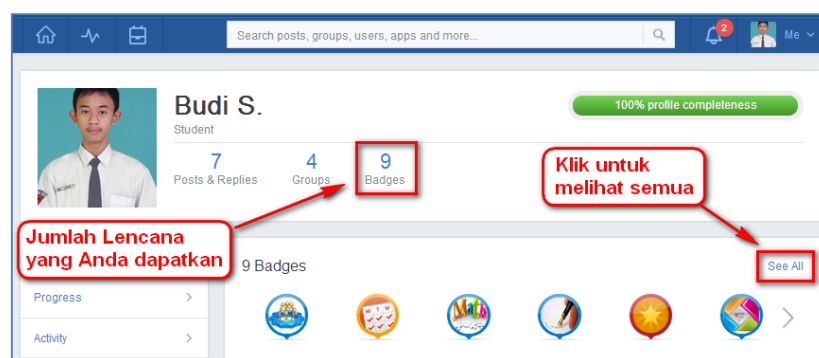 Search posts, groups, users, apps and more...
2
Me
Budi S.
100% profile completeness
Student
7
4
9
Posts & Replies
Groups
Badges
Klik untuk
melihat semua
Jumlah Lencana
yang Anda dapatkan
9 Badges
See All
Progress
Activity
Math